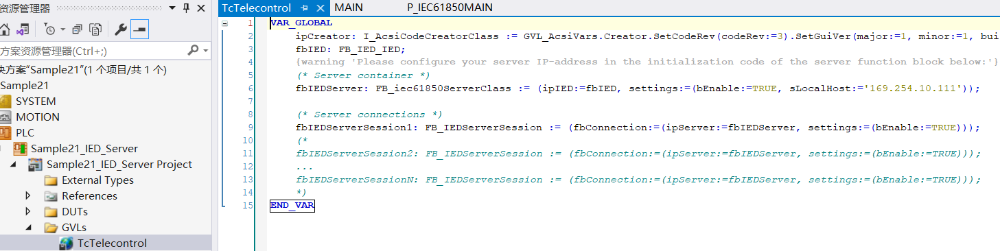 资源管理器
方案资源管理器(Ctrl+;)
决方案"Sample21"(1 个项目/共 1 个)
Sample21
SYSTEM
MOTION
PLC
Sample21_IED_Server
Sample21_IED_Server Project
External Types
References
DUTs
GVLs
TcTelecontrol
TcTelecontrol MAIN P_IEC61850MAIN
1 VAR_GLOBAL
2 ipCreator: I_AcsiCodeCreatorClass := GVL_AcsiVars.Creator.SetCodeRev(codeRev:=3).SetGuiVer(major:=1, minor:=1, bui
3 fbIED: FB_IED_IED;
4 {warning 'Please configure your server IP-address in the initialization code of the server function block below:'}
5 (* Server container *)
6 fbIEDServer: FB_iec61850ServerClass := (ipIED:=fbIED, settings:=(bEnable:=TRUE, sLocalHost:='169.254.10.111'));
7
8 (* Server connections *)
9 fbIEDServerSession1: FB_IEDServerSession := (fbConnection:=(ipServer:=fbIEDServer, settings:=(bEnable:=TRUE)));
10 (*
11 fbIEDServerSession2: FB_IEDServerSession := (fbConnection:=(ipServer:=fbIEDServer, settings:=(bEnable:=TRUE)));
12 ...
13 fbIEDServerSessionN: FB_IEDServerSession := (fbConnection:=(ipServer:=fbIEDServer, settings:=(bEnable:=TRUE)));
14 *)
15 END_VAR